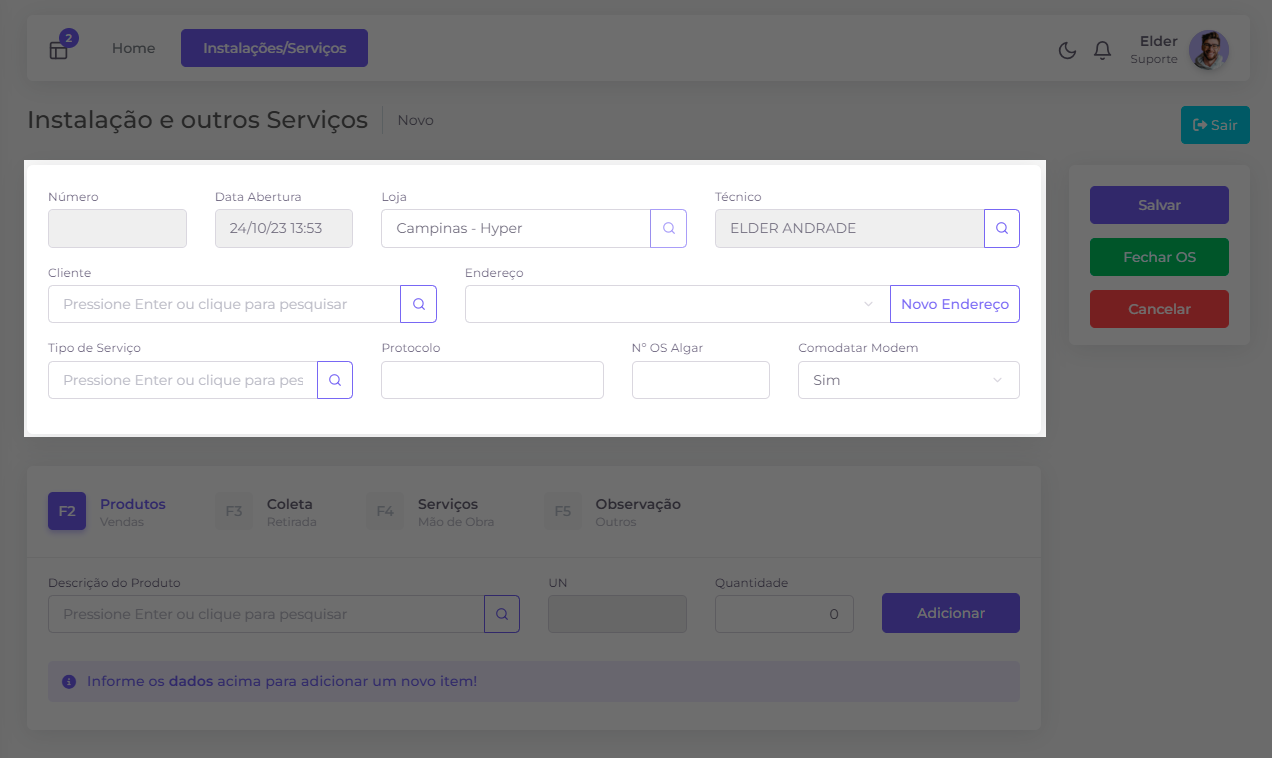 2
Home
Instalações/Serviços
Elder
Suporte
Instalação e outros Serviços
Novo
Sair
Número
Data Abertura
Loja
Técnico
24/10/23 13:53
Campinas - Hyper
ELDER ANDRADE
Cliente
Endereço
Pressione Enter ou clique para pesquisar
Novo Endereço
Tipo de Serviço
Protocolo
Nº OS Algar
Comodatar Modem
Pressione Enter ou clique para pes
Sim
Salvar
Fechar OS
Cancelar
F2
Produtos
Vendas
F3
Coleta
Retirada
F4
Serviços
Mão de Obra
F5
Observação
Outros
Descrição do Produto
UN
Quantidade
Pressione Enter ou clique para pesquisar
0
Adicionar
Informe os dados acima para adicionar um novo item!